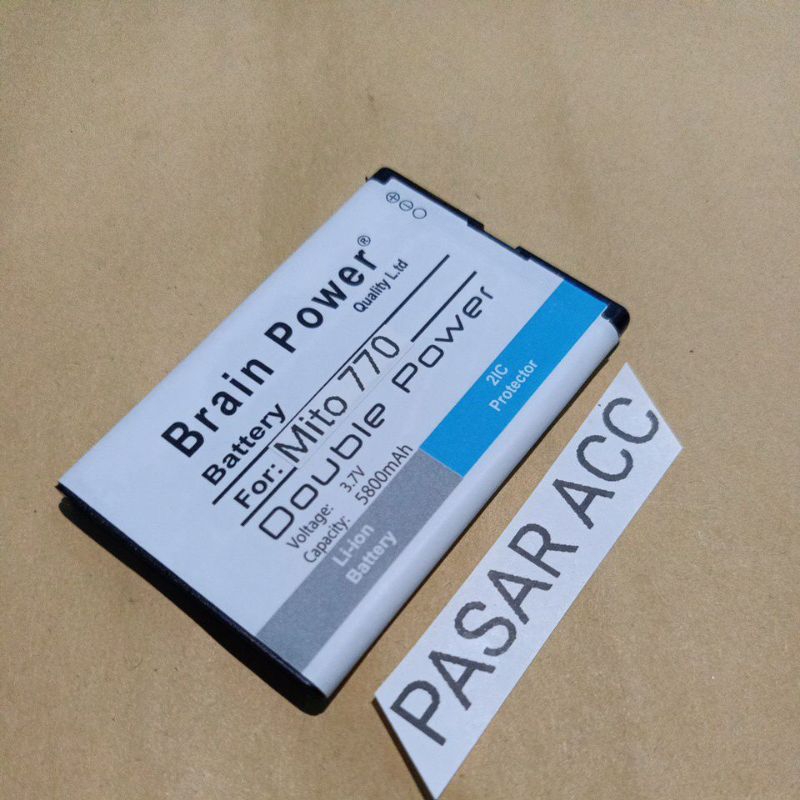 Brain Power®
Quality L.td
Battery
For: Mito 770
Double Power
Voltage: 3.7V
Capacity: 5800mAh
Li-ion
Battery
2IC
Protector
PASAR ACC